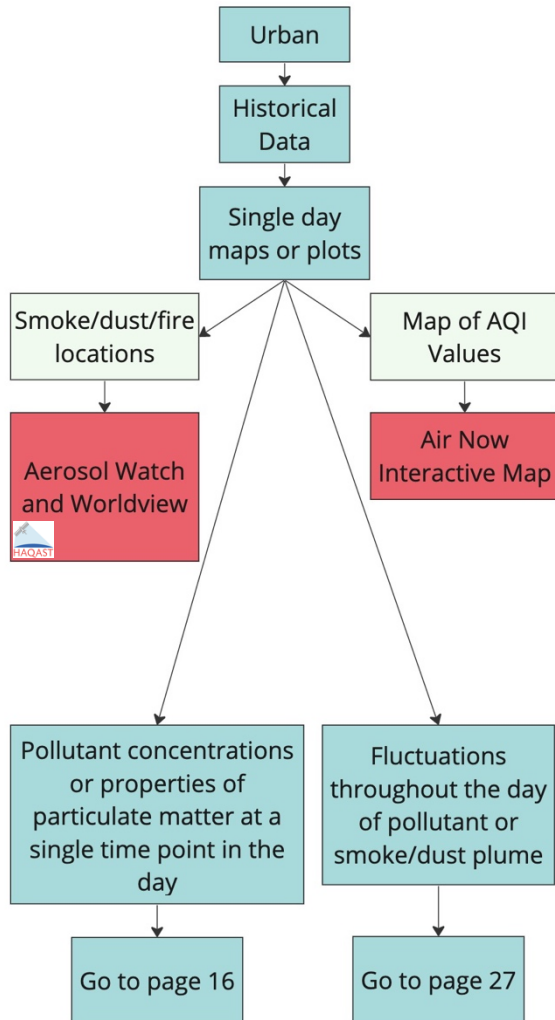 Urban
Historical
Data
Single day
maps or plots
Smoke/dust/fire
locations
Map of AQI
Values
Aerosol Watch
and Worldview
HAQAST
Air Now
Interactive Map
Pollutant concentrations
or properties of
particulate matter at a
single time point in the
day
Fluctuations
throughout the day
of pollutant or
smoke/dust plume
Go to page 16
Go to page 27